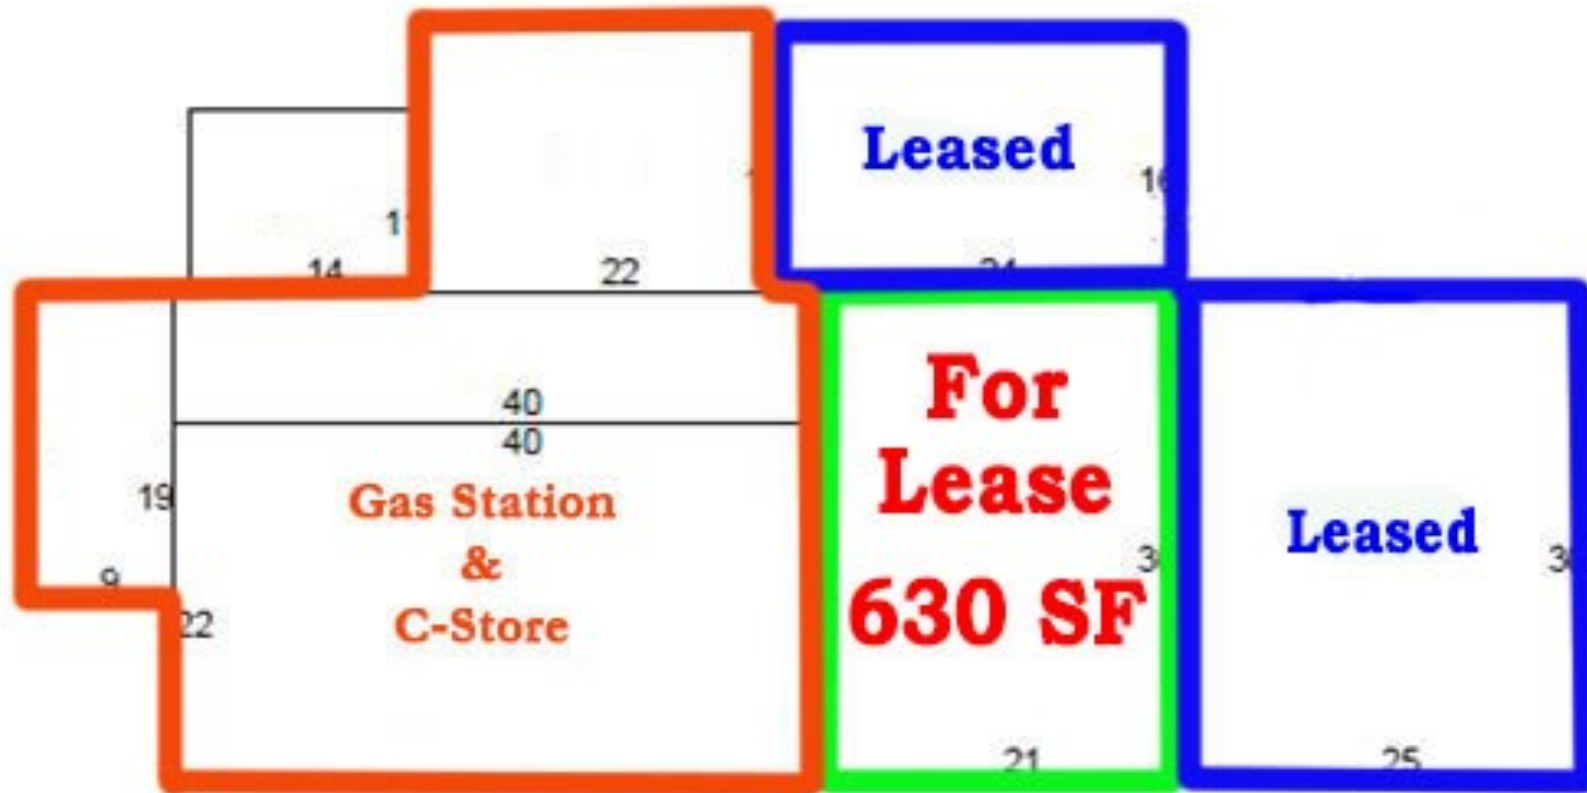 Leased
14
22
40
40
19
Gas Station
&
C-Store
9
22
For
Lease
630 SF
21
Leased
25